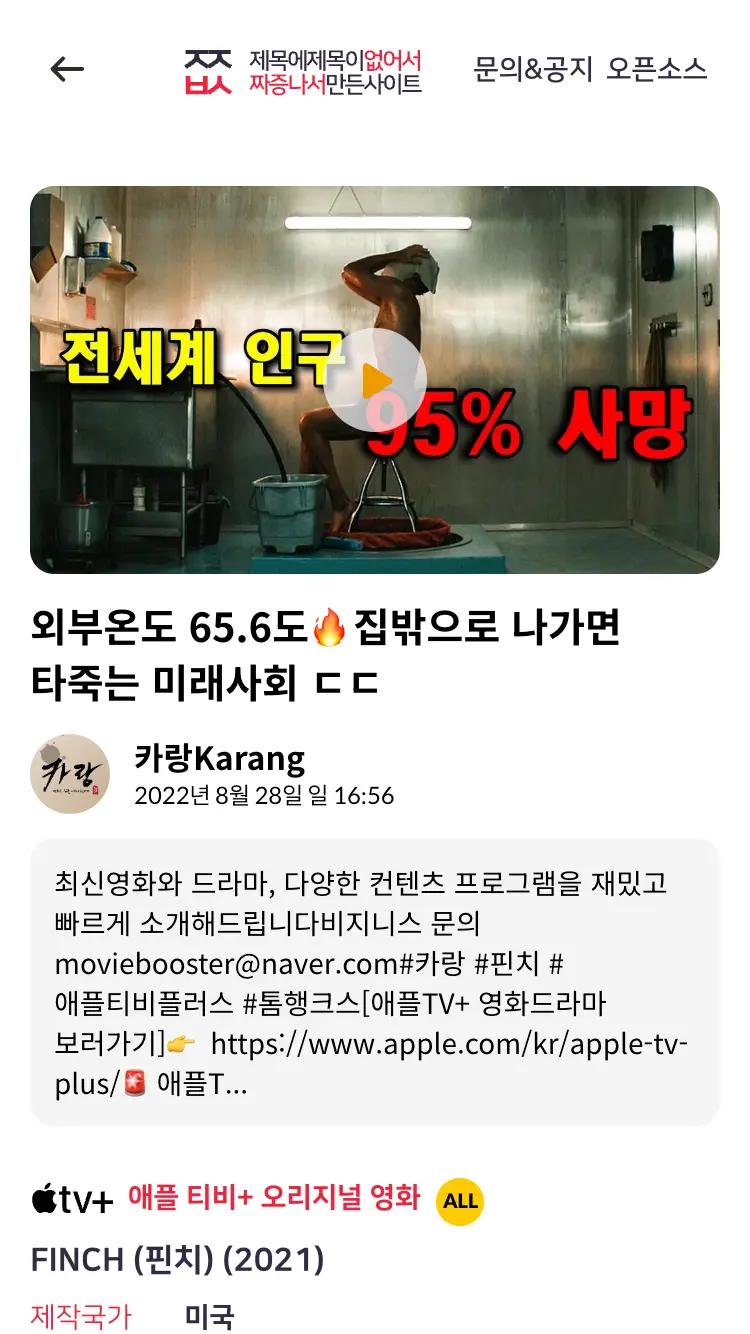 ㅉㅈㅅ 제목에제목이없어서
짜증나서만든사이트
문의&공지 오픈소스
전세계 인구
95% 사망
외부온도 65.6도🔥집밖으로 나가면
타죽는 미래사회 ㄷㄷ
카랑
카랑Karang
2022년 8월 28일 일 16:56
최신영화와 드라마, 다양한 컨텐츠 프로그램을 재밌고
빠르게 소개해드립니다비지니스 문의
moviebooster@naver.com#카랑 #핀치 #
애플티비플러스 #톰행크스[애플TV+ 영화드라마
보러가기]👉 https://www.apple.com/kr/apple-tv-
plus/🚨 애플T...
tv+ 애플 티비+ 오리지널 영화 ALL
FINCH (핀치) (2021)
제작국가 미국